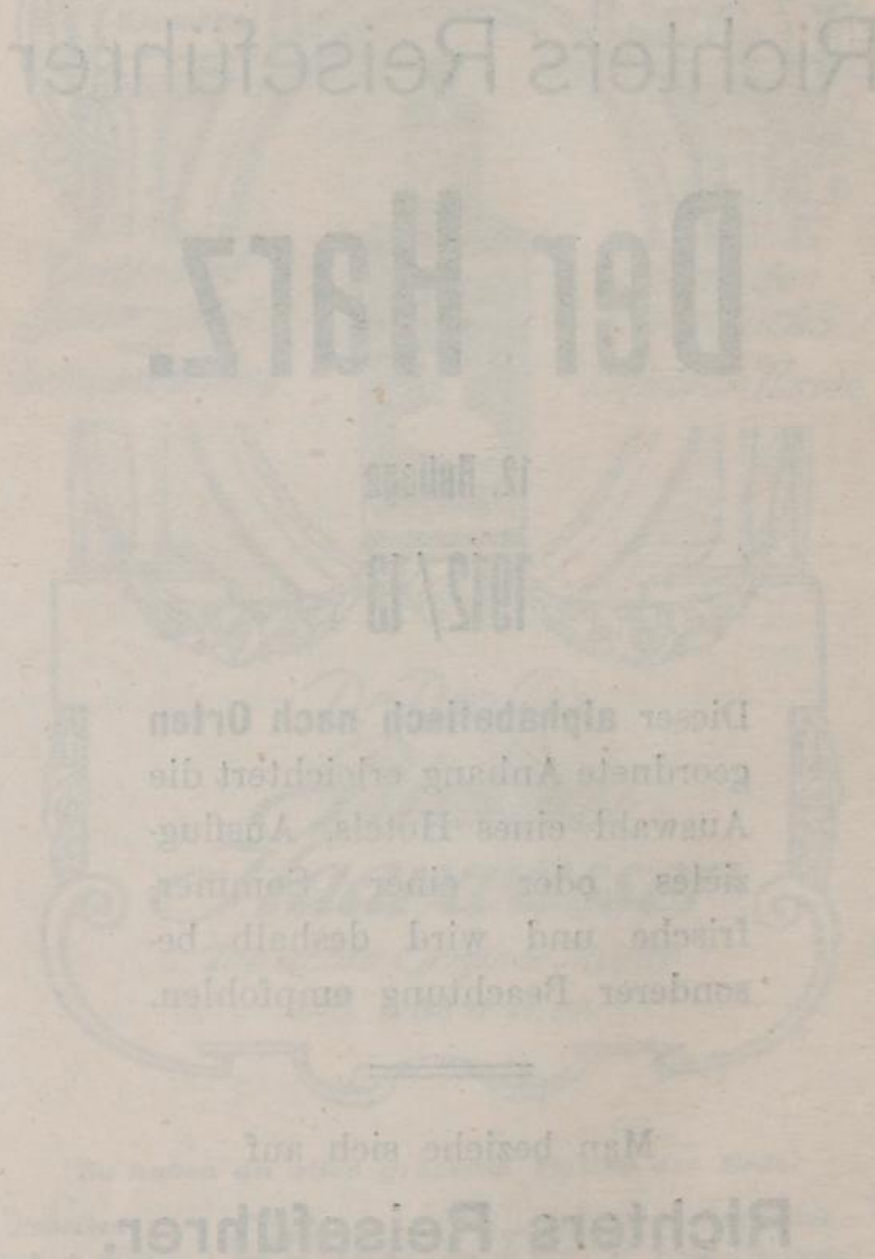 Richters Reiseführer
Der Harz.
12. Auflage
1912/13
Dieser alphabetisch nach Orten
geordnete Anhang erleichtert die
Auswahl eines Hotels, Ausflug-
zieles oder einer Sommer-
frische und wird deshalb be-
sonderer Beachtung empfohlen.
Man beziehe sich auf
Richters Reiseführer.